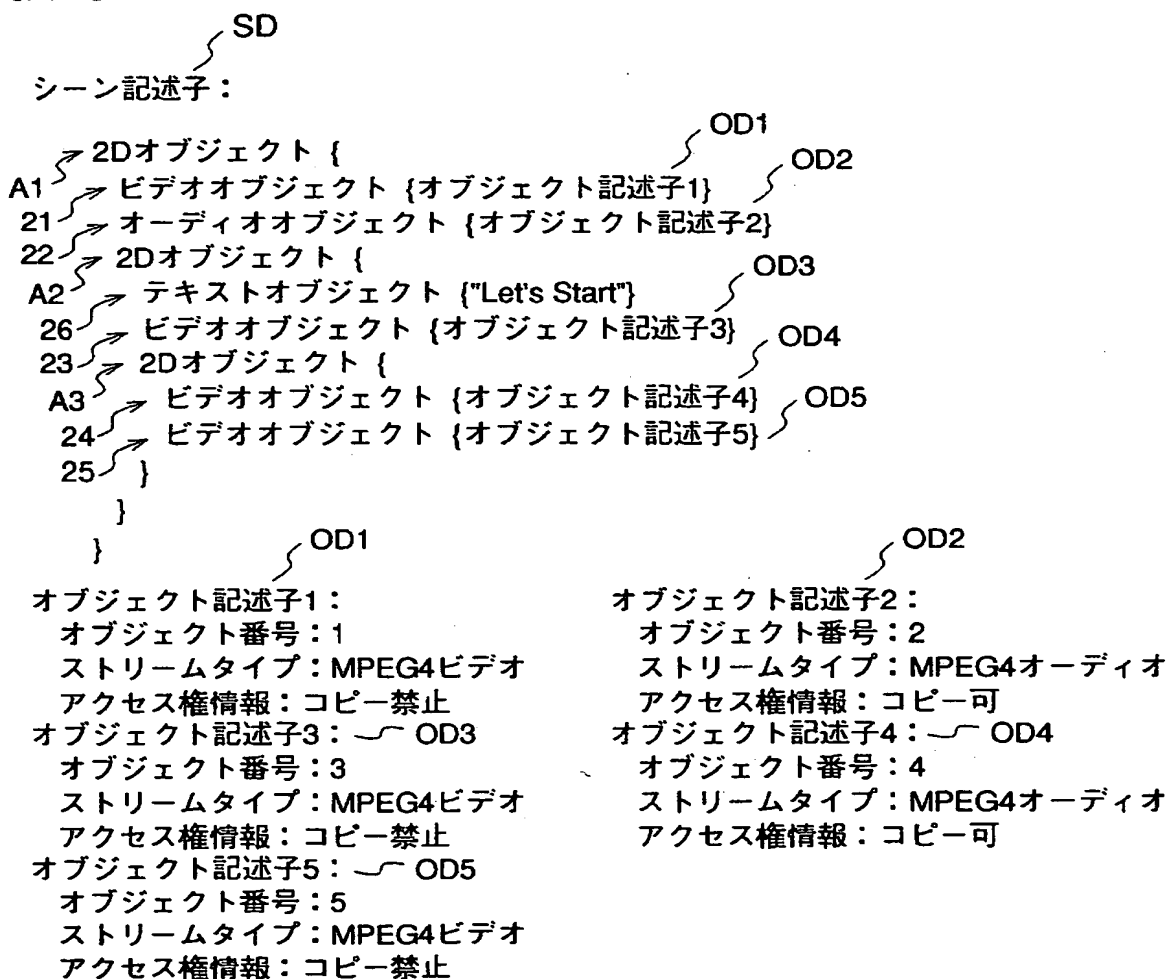 SD
シーン記述子：
OD1
2Dオブジェクト {
OD2
A1
ビデオオブジェクト {オブジェクト記述子1}
21
オーディオオブジェクト {オブジェクト記述子2}
22
2Dオブジェクト {
OD3
A2
テキストオブジェクト {"Let's Start"}
26
ビデオオブジェクト {オブジェクト記述子3}
OD4
23
2Dオブジェクト {
A3
ビデオオブジェクト {オブジェクト記述子4}
OD5
24
ビデオオブジェクト {オブジェクト記述子5}
25
}
}
}
OD1
オブジェクト記述子1：
オブジェクト番号：1
ストリームタイプ：MPEG4ビデオ
アクセス権情報：コピー禁止
OD2
オブジェクト記述子2：
オブジェクト番号：2
ストリームタイプ：MPEG4オーディオ
アクセス権情報：コピー可
オブジェクト記述子3： OD3
オブジェクト番号：3
ストリームタイプ：MPEG4ビデオ
アクセス権情報：コピー禁止
オブジェクト記述子4： OD4
オブジェクト番号：4
ストリームタイプ：MPEG4オーディオ
アクセス権情報：コピー可
オブジェクト記述子5： OD5
オブジェクト番号：5
ストリームタイプ：MPEG4ビデオ
アクセス権情報：コピー禁止